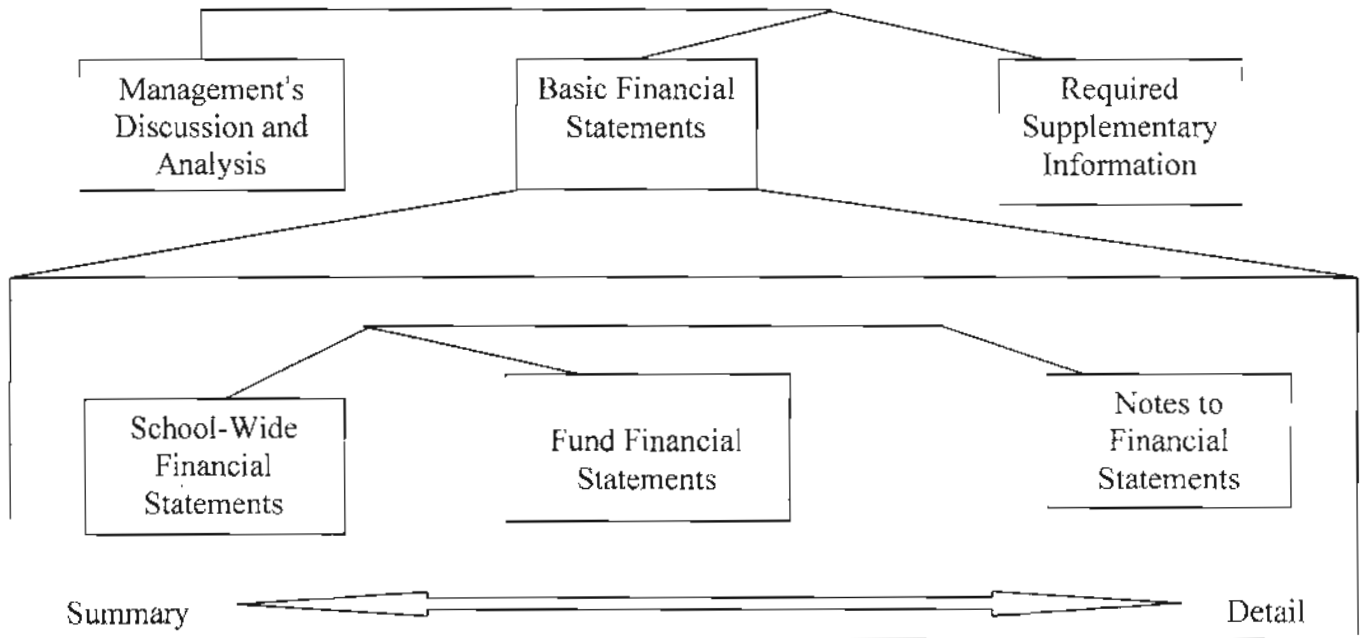 Management's
Discussion and
Analysis
Basic Financial
Statements
Required
Supplementary
Information
School-Wide
Financial
Statements
Fund Financial
Statements
Notes to
Financial
Statements
Summary
Detail